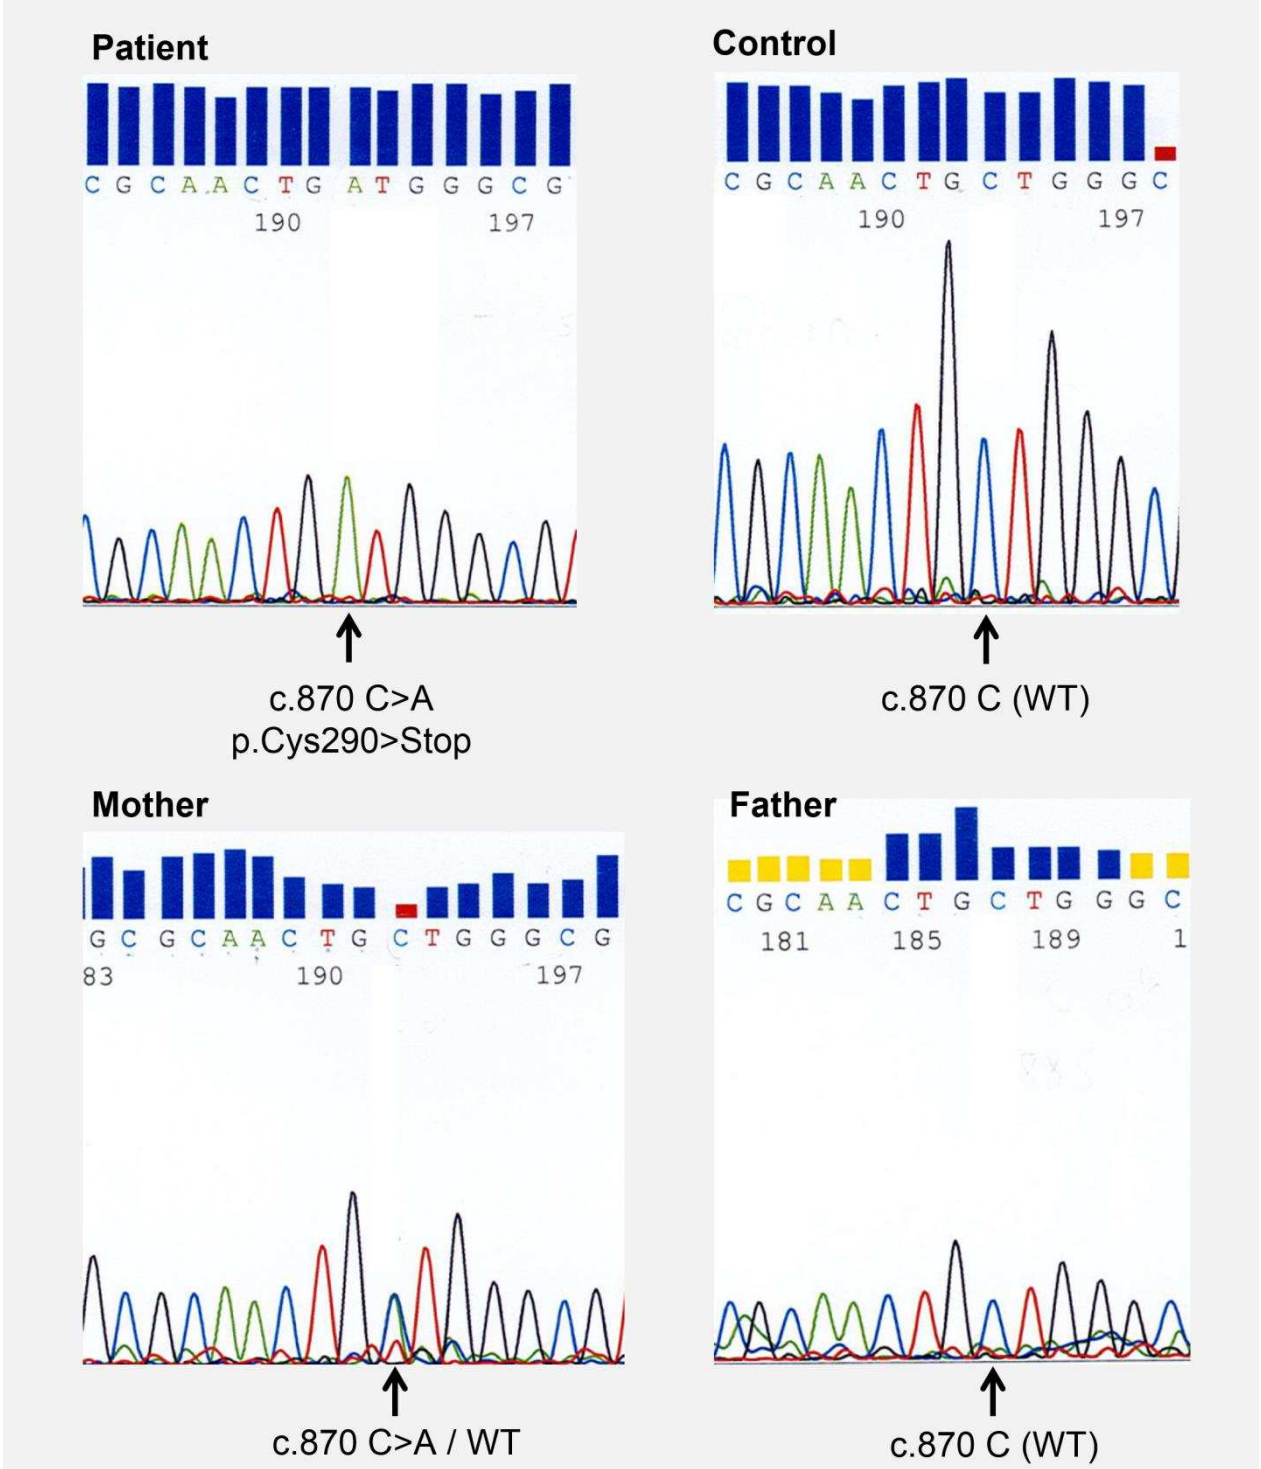 Patient
C G C A A C T G A T G G G C G
190 197
c.870 C>A
p.Cys290>Stop
Control
C G C A A C T G C T G G G C
190 197
c.870 C (WT)
Mother
G C G C A A C T G C T G G G C G
83 190 197
c.870 C>A / WT
Father
C G C A A C T G C T G G G C
181 185 189 1
c.870 C (WT)